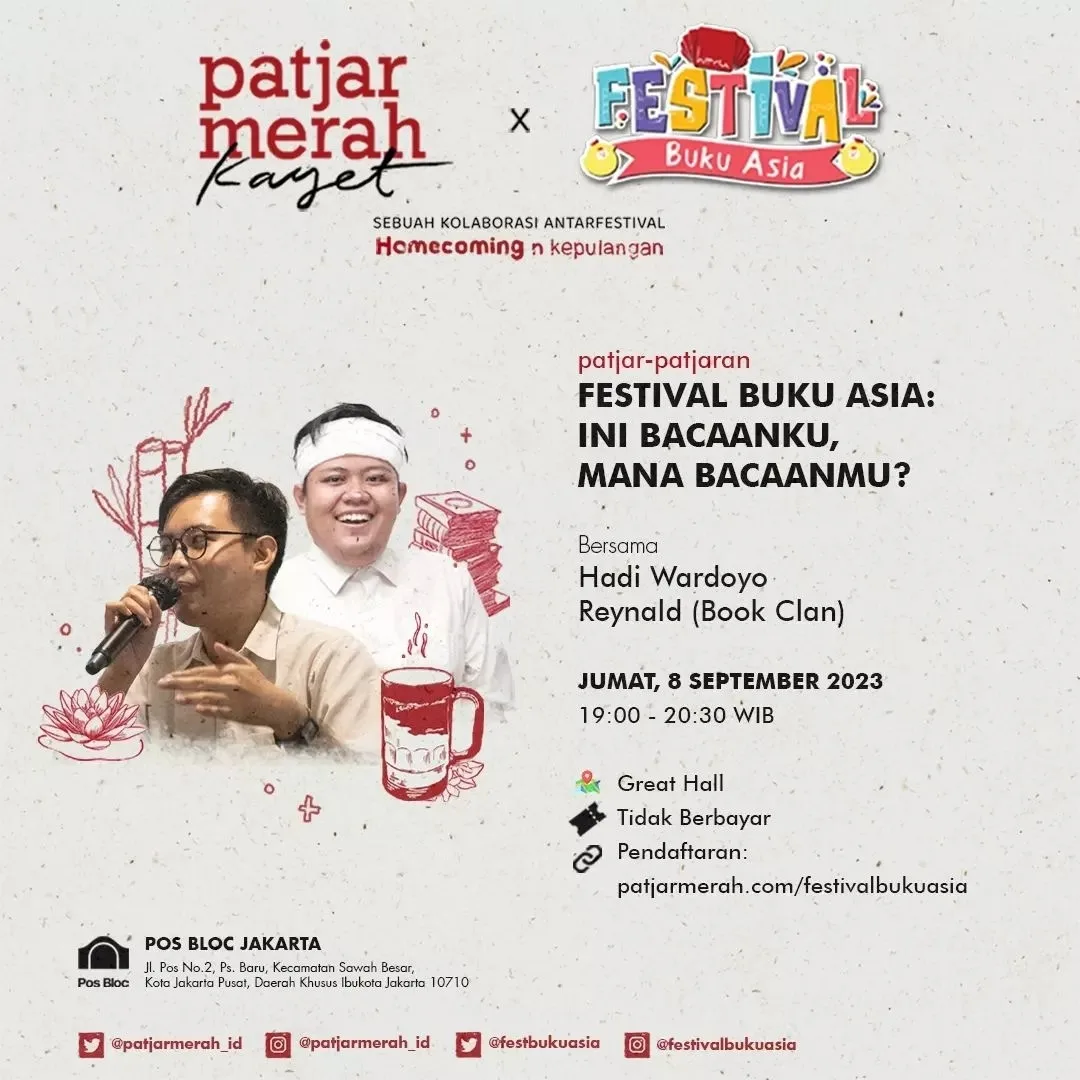 patjar
merah
Kayet
x
haru
FESTIVAL
Buku Asia
SEBUAH KOLABORASI ANTARFESTIVAL
Homecoming n kepulangan
patjar-patjaran
FESTIVAL BUKU ASIA:
INI BACAANKU,
MANA BACAANMU?
Bersama
Hadi Wardoyo
Reynald (Book Clan)
JUMAT, 8 SEPTEMBER 2023
19:00 - 20:30 WIB
Great Hall
Tidak Berbayar
Pendaftaran:
patjarmerah.com/festivalbukuasia
Pos Bloc
POS BLOC JAKARTA
Jl. Pos No.2, Ps. Baru, Kecamatan Sawah Besar,
Kota Jakarta Pusat, Daerah Khusus Ibukota Jakarta 10710
@patjarmerah_id @patjarmerah_id @festbukuasia @festivalbukuasia